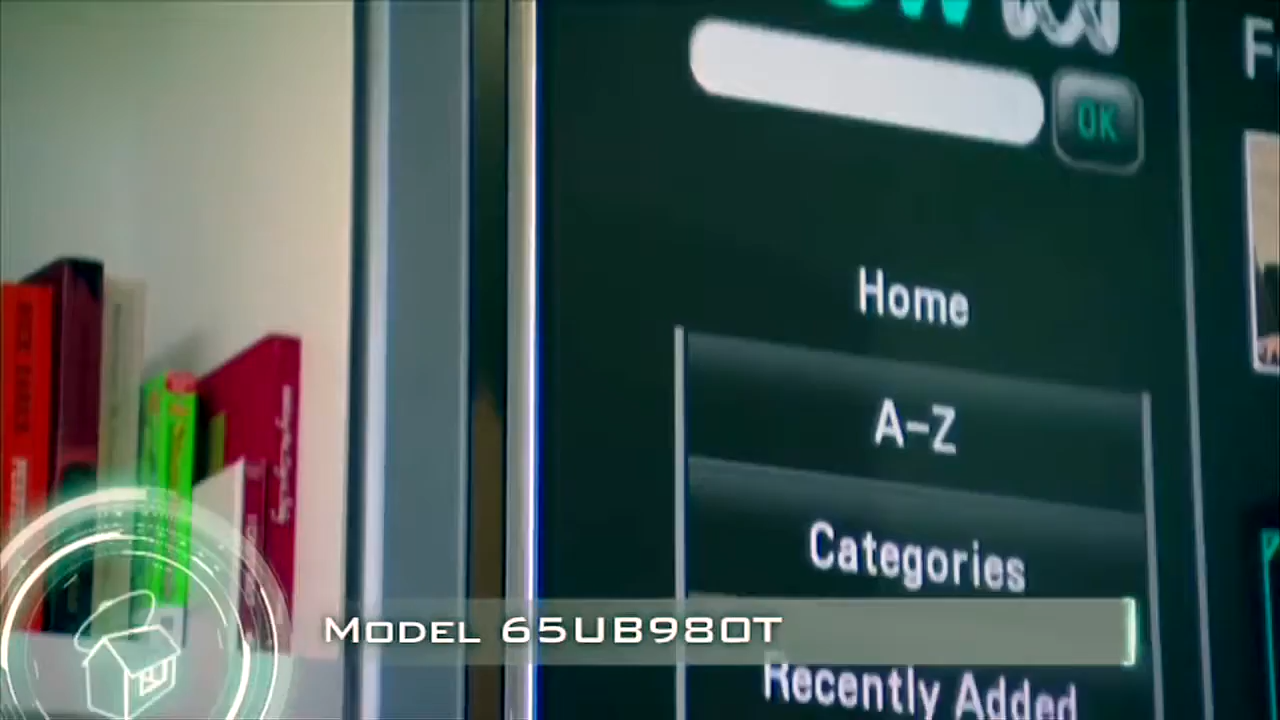 OK
Home
A-Z
Categories
Model 65UB980T
Recently Added